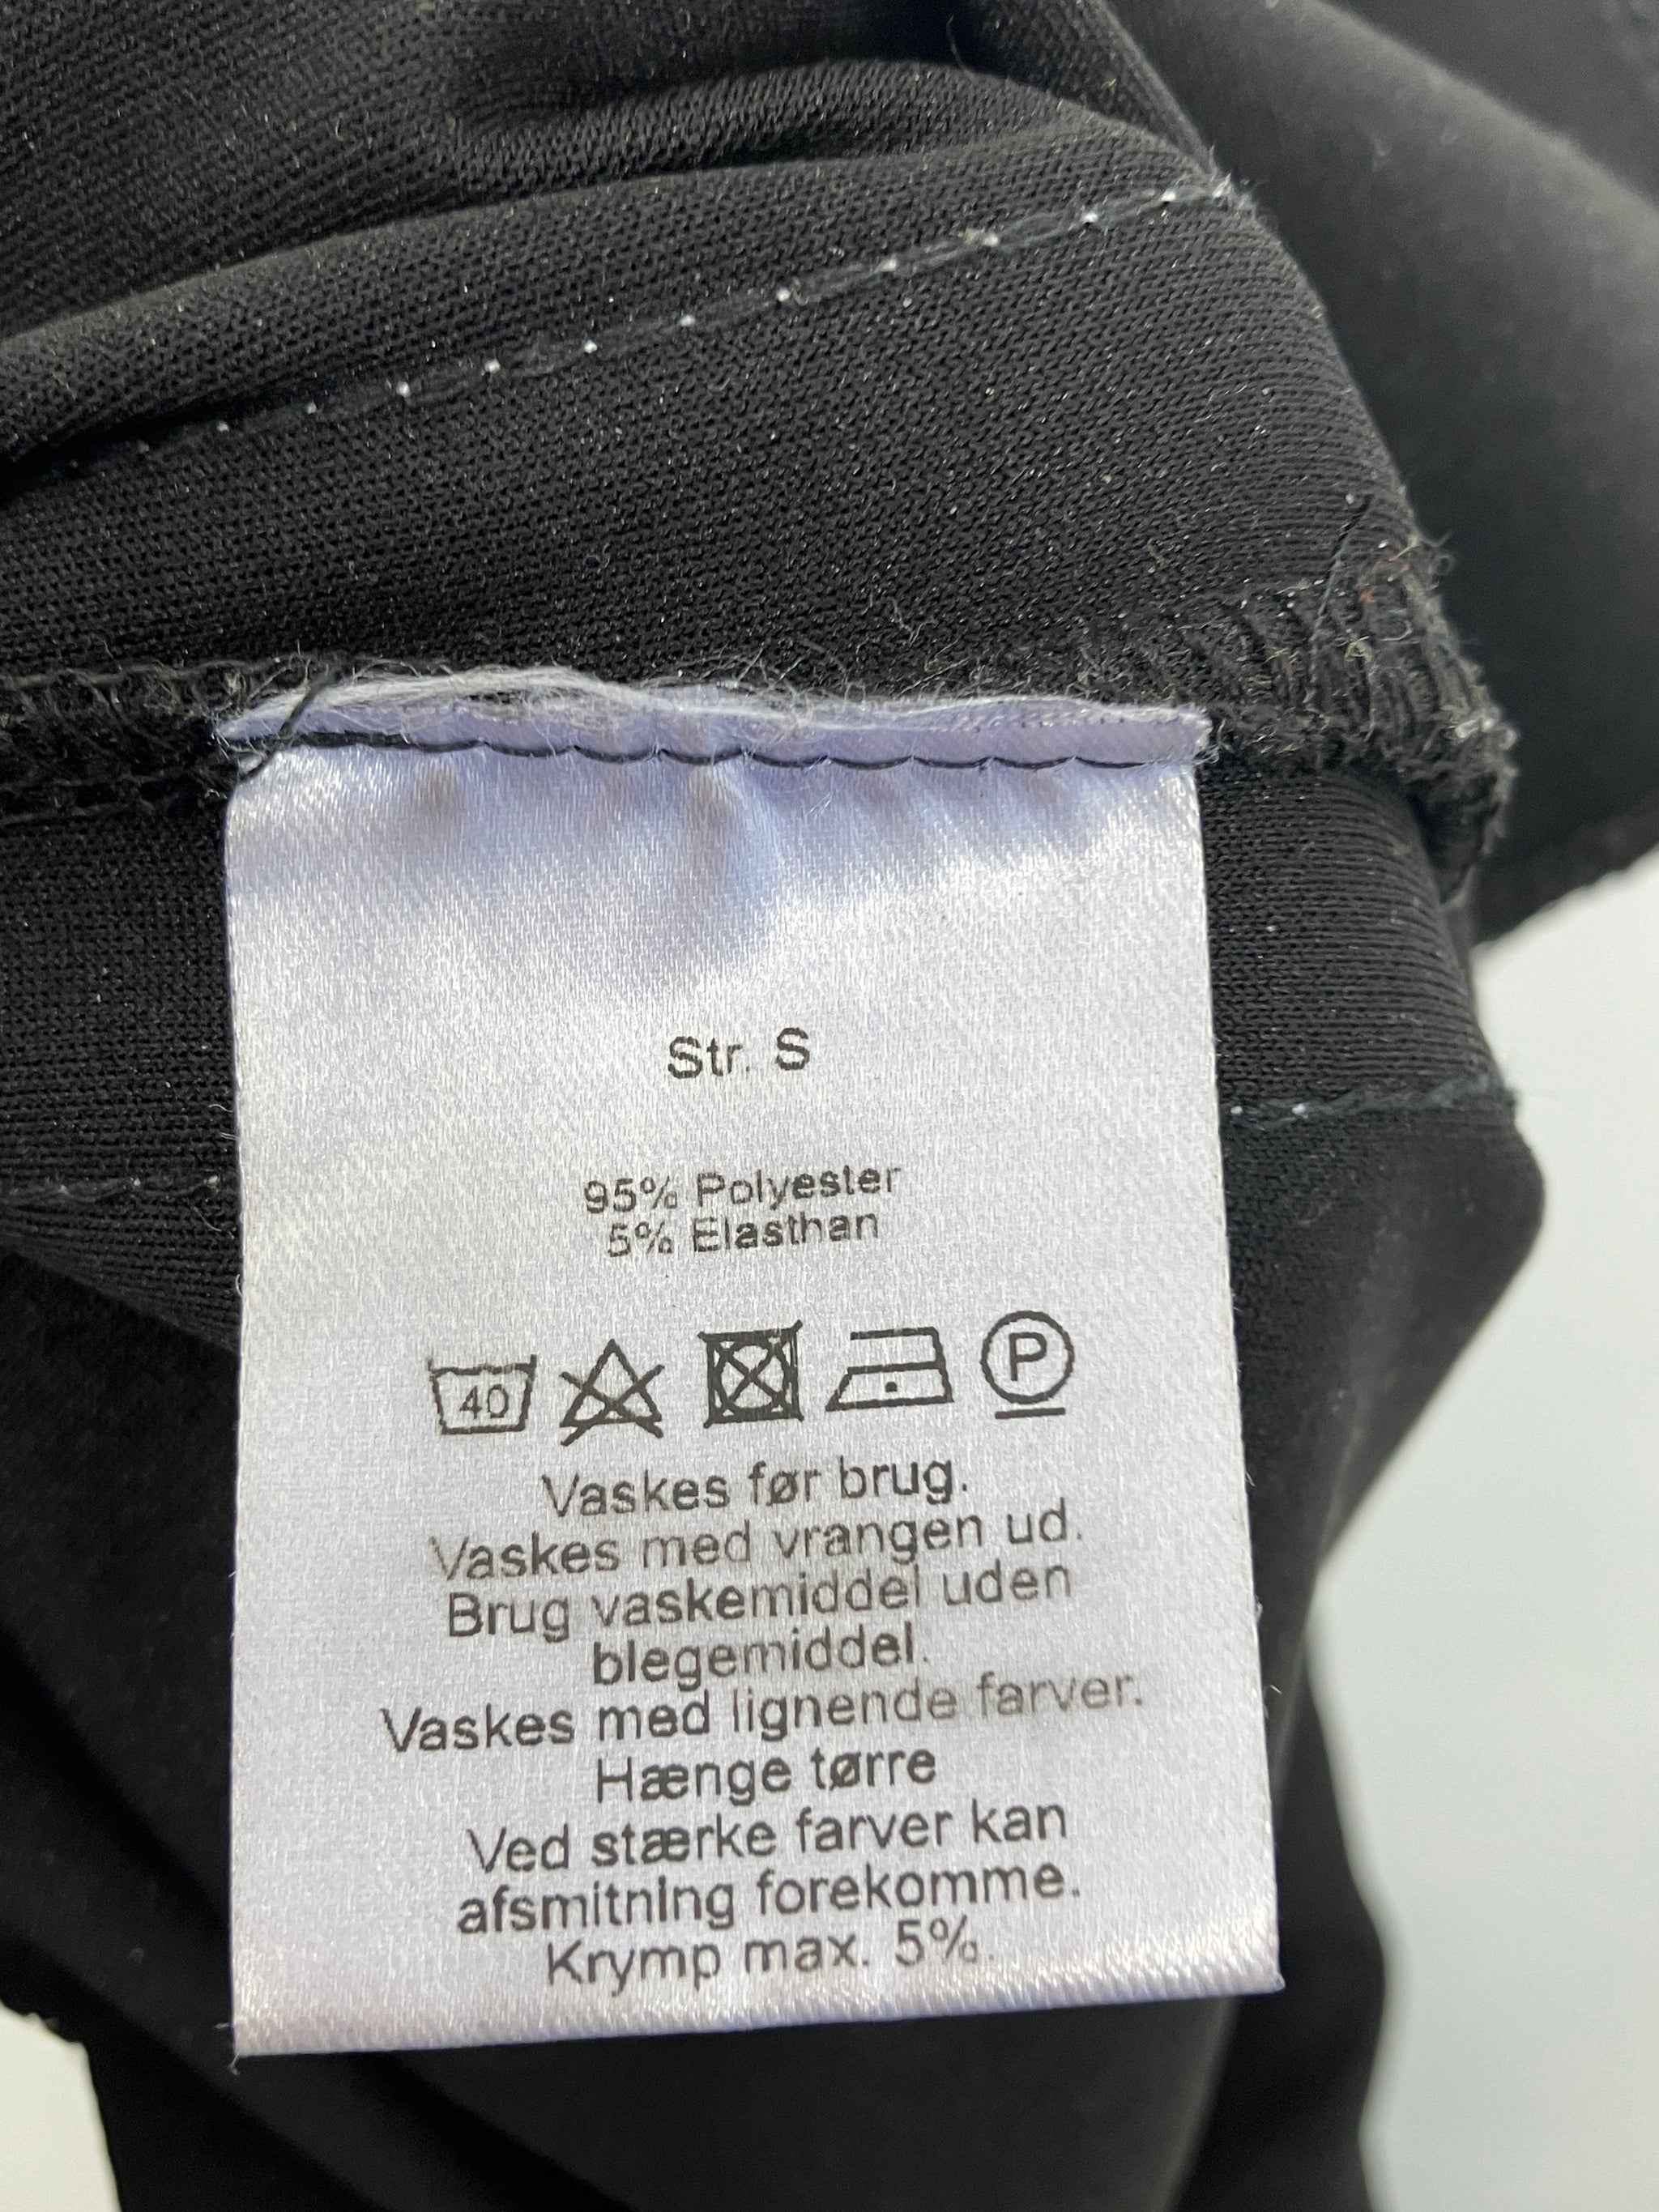 Str. S
95% Polyester
5% Elasthan
40 P
Vaskes før brug.
Vaskes med vrangen ud.
Brug vaskemiddel uden
blegemiddel.
Vaskes med lignende farver.
Hænge tørre
Ved stærke farver kan
afsmitning forekomme.
Krymp max. 5%.